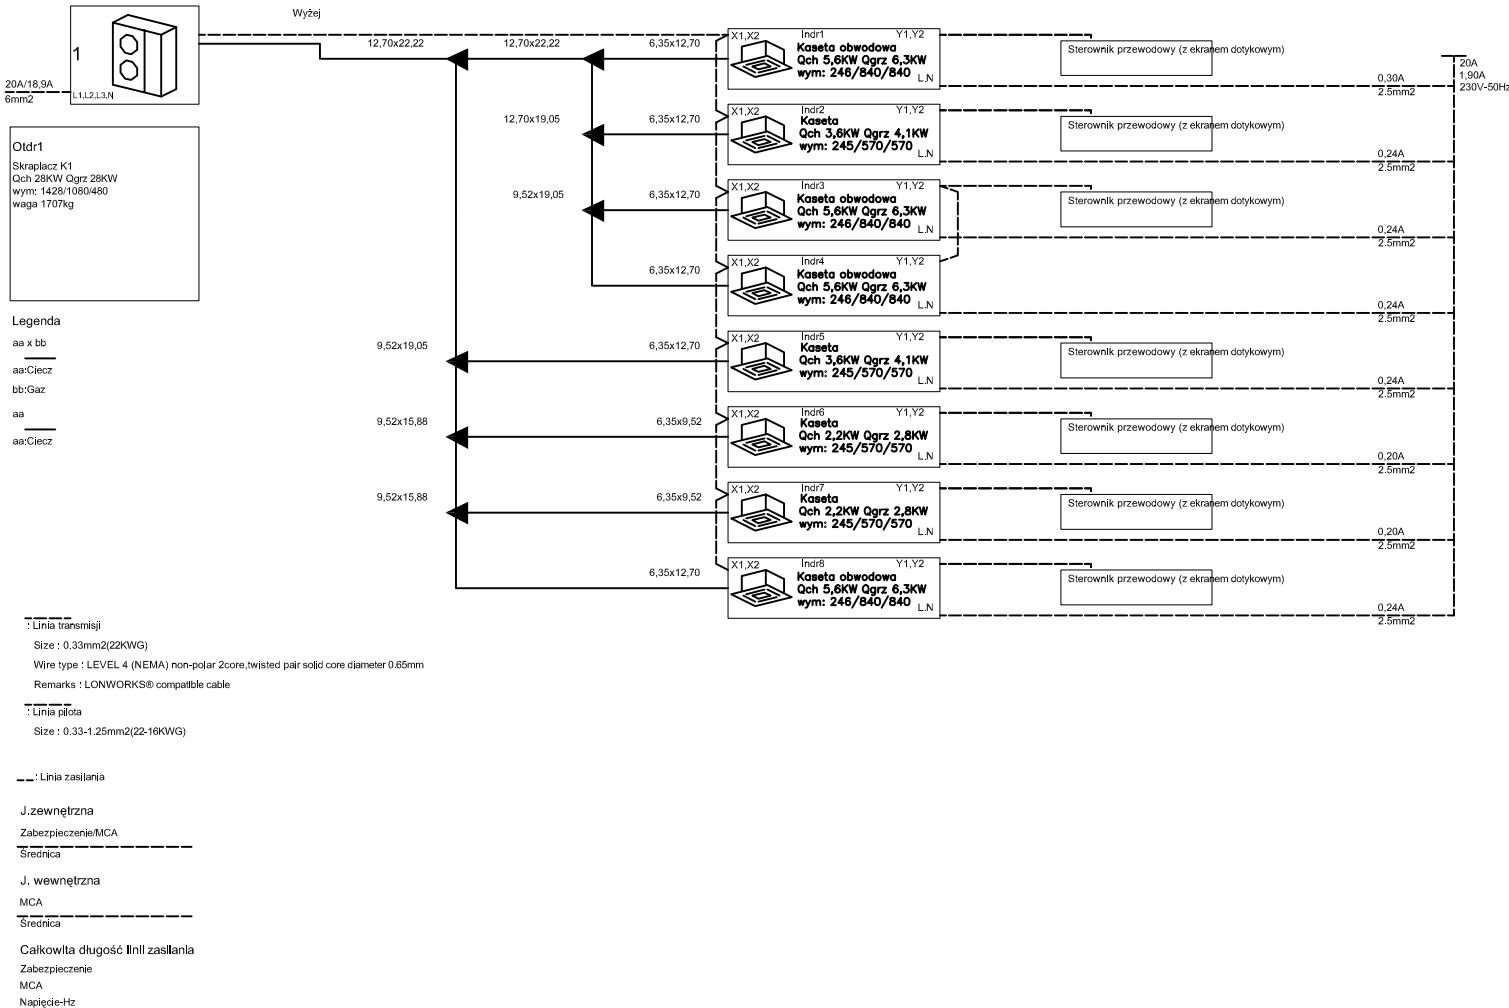 Wyżej
1
L1,L2,L3,N
20A/18,9A
6mm2
Otdr1
Skraplacz K1
Qch 28KW Qgrz 28KW
wym: 1428/1080/480
waga 1707kg
Legenda
aa x bb
aa:Ciecz
bb:Gaz
aa
aa:Ciecz
12,70x22,22
12,70x22,22
6,35x12,70
12,70x19,05
6,35x12,70
9,52x19,05
6,35x12,70
6,35x12,70
9,52x19,05
6,35x12,70
9,52x15,88
6,35x9,52
9,52x15,88
6,35x9,52
6,35x12,70
X1,X2 Indr1 Y1,Y2
Kaseta obwodowa
Qch 5,6KW Qgrz 6,3KW
wym: 246/840/840 L.N
Sterownik przewodowy (z ekranem dotykowym)
0,30A
2.5mm2
X1,X2 Indr2 Y1,Y2
Kaseta
Qch 3,6KW Qgrz 4,1KW
wym: 245/570/570 L.N
Sterownik przewodowy (z ekranem dotykowym)
0,24A
2.5mm2
X1,X2 Indr3 Y1,Y2
Kaseta obwodowa
Qch 5,6KW Qgrz 6,3KW
wym: 246/840/840 L.N
Sterownik przewodowy (z ekranem dotykowym)
0,24A
2.5mm2
X1,X2 Indr4 Y1,Y2
Kaseta obwodowa
Qch 5,6KW Qgrz 6,3KW
wym: 246/840/840 L.N
0,24A
2.5mm2
X1,X2 Indr5 Y1,Y2
Kaseta
Qch 3,6KW Qgrz 4,1KW
wym: 245/570/570 L.N
Sterownik przewodowy (z ekranem dotykowym)
0,24A
2.5mm2
X1,X2 Indr6 Y1,Y2
Kaseta
Qch 2,2KW Qgrz 2,8KW
wym: 245/570/570 L.N
Sterownik przewodowy (z ekranem dotykowym)
0,20A
2.5mm2
X1,X2 Indr7 Y1,Y2
Kaseta
Qch 2,2KW Qgrz 2,8KW
wym: 245/570/570 L.N
Sterownik przewodowy (z ekranem dotykowym)
0,20A
2.5mm2
X1,X2 Indr8 Y1,Y2
Kaseta obwodowa
Qch 5,6KW Qgrz 6,3KW
wym: 246/840/840 L.N
Sterownik przewodowy (z ekranem dotykowym)
0,24A
2.5mm2
20A
1,90A
230V-50Hz
: Linia transmisji
Size : 0.33mm2(22KWG)
Wire type : LEVEL 4 (NEMA) non-polar 2core,twisted pair solid core diameter 0.65mm
Remarks : LONWORKS® compatible cable
: Linia pilota
Size : 0.33-1.25mm2(22-16KWG)
: Linia zasilania
J.zewnętrzna
Zabezpieczenie/MCA
Średnica
J. wewnętrzna
MCA
Średnica
Całkowita długość linii zasilania
Zabezpieczenie
MCA
Napięcie-Hz